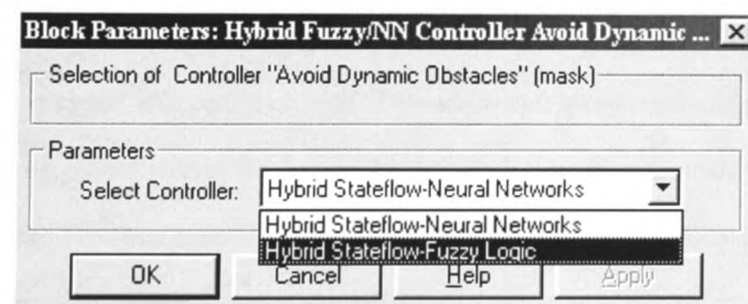 Block Parameters: Hybrid Fuzzy/NN Controller Avoid Dynamic ...
Selection of Controller "Avoid Dynamic Obstacles" (mask)
Parameters
Select Controller: Hybrid Stateflow-Neural Networks
Hybrid Stateflow-Neural Networks
Hybrid Stateflow-Fuzzy Logic
OK Cancel Help Apply